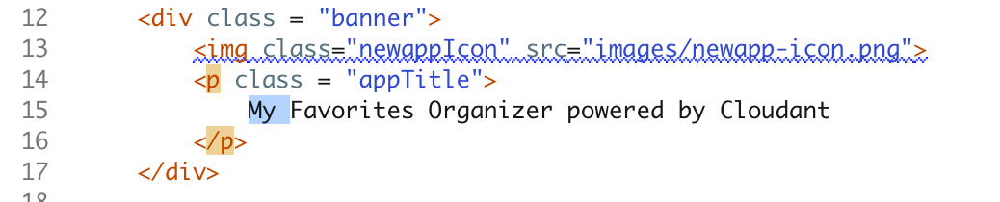 12 <div class = "banner">
13 <img class="newappIcon" src="images/newapp-icon.png">
14 <p class = "appTitle">
15 My Favorites Organizer powered by Cloudant
16 </p>
17 </div>
18